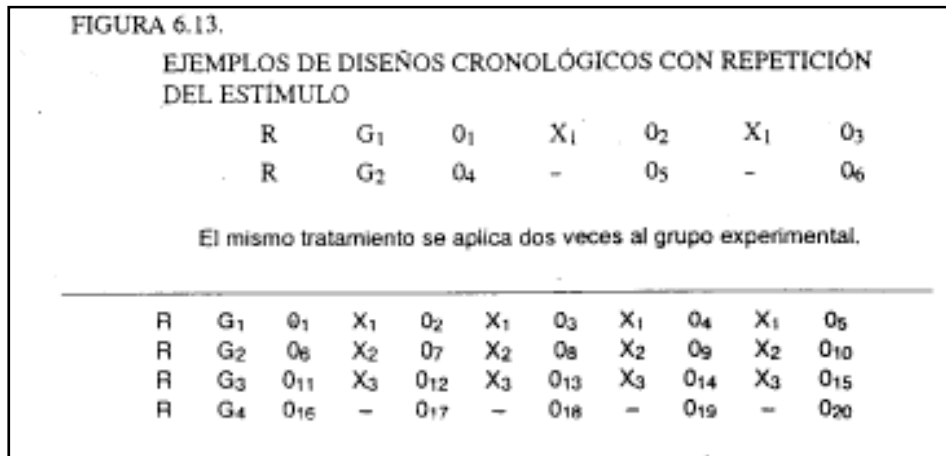 FIGURA 6.13.
EJEMPLOS DE DISEÑOS CRONOLÓGICOS CON REPETICIÓN
DEL ESTÍMULO
R G₁ 0₁ X₁ 0₂ X₁ 0₃
R G₂ 0₄ – 0₅ – 0₆
El mismo tratamiento se aplica dos veces al grupo experimental.
R G₁ 0₁ X₁ 0₂ X₁ 0₃ X₁ 0₄ X₁ 0₅
R G₂ 0₆ X₂ 0₇ X₂ 0₈ X₂ 0₉ X₂ 0₁₀
R G₃ 0₁₁ X₃ 0₁₂ X₃ 0₁₃ X₃ 0₁₄ X₃ 0₁₅
R G₄ 0₁₆ – 0₁₇ – 0₁₈ – 0₁₉ – 0₂₀